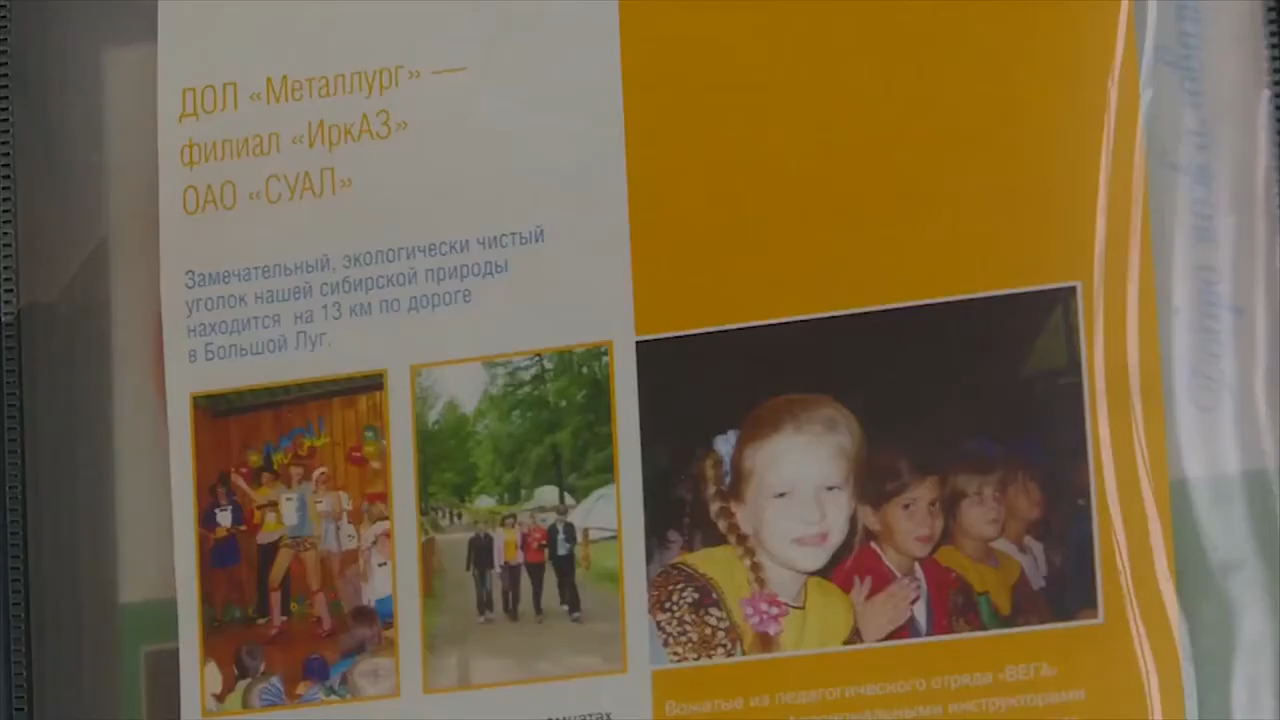 ДОЛ «Металлург» —
филиал «ИркАЗ»
ОАО «СУАЛ»
Замечательный, экологически чистый
уголок нашей сибирской природы
находится на 13 км по дороге
в Большой Луг.
Вожатые из педагогического отряда «ВЕГА»
инструкторами